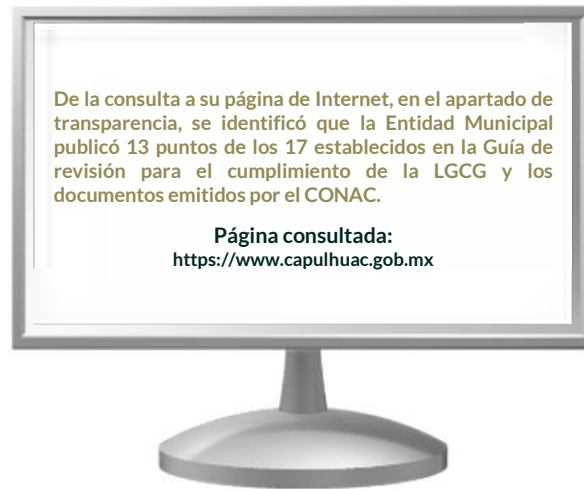 De la consulta a su página de Internet, en el apartado de
transparencia, se identificó que la Entidad Municipal
publicó 13 puntos de los 17 establecidos en la Guía de
revisión para el cumplimiento de la LGCG y los
documentos emitidos por el CONAC.
Página consultada:
https://www.capulhuac.gob.mx